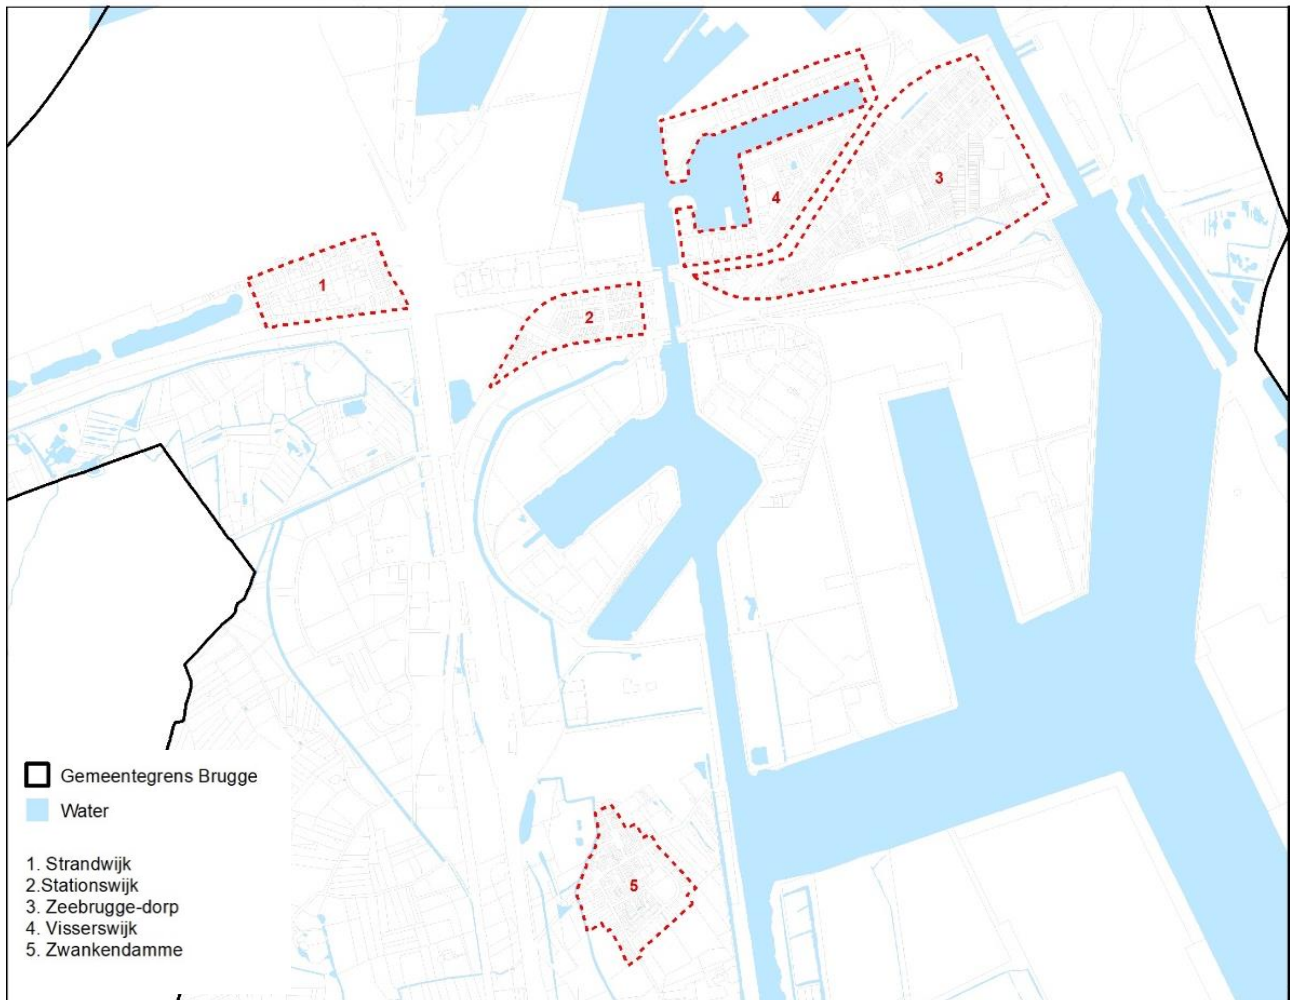 3
4
1
2
5
Gemeentegrens Brugge
Water
1. Strandwijk
2.Stationswijk
3. Zeebrugge-dorp
4. Visserswijk
5. Zwankendamme